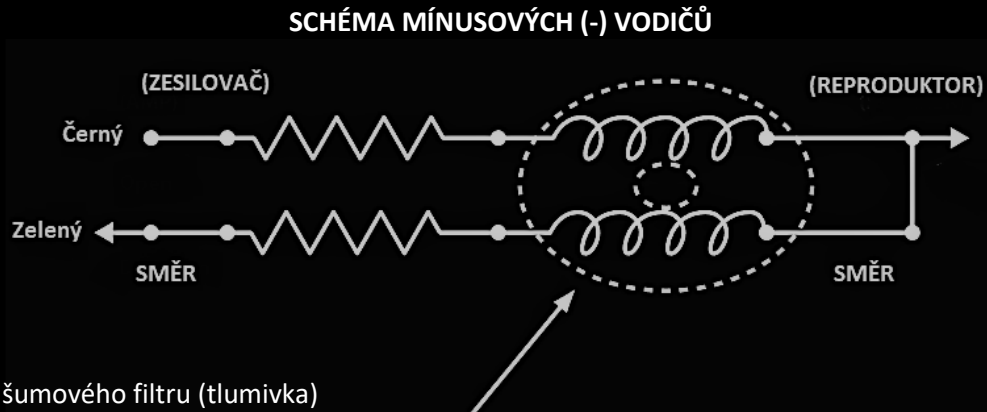 SCHÉMA MÍNUSOVÝCH (-) VODIČŮ
(ZESILOVAČ)
(REPRODUKTOR)
Černý
Zelený
SMĚR
SMĚR
šumového filtru (tlumivka)